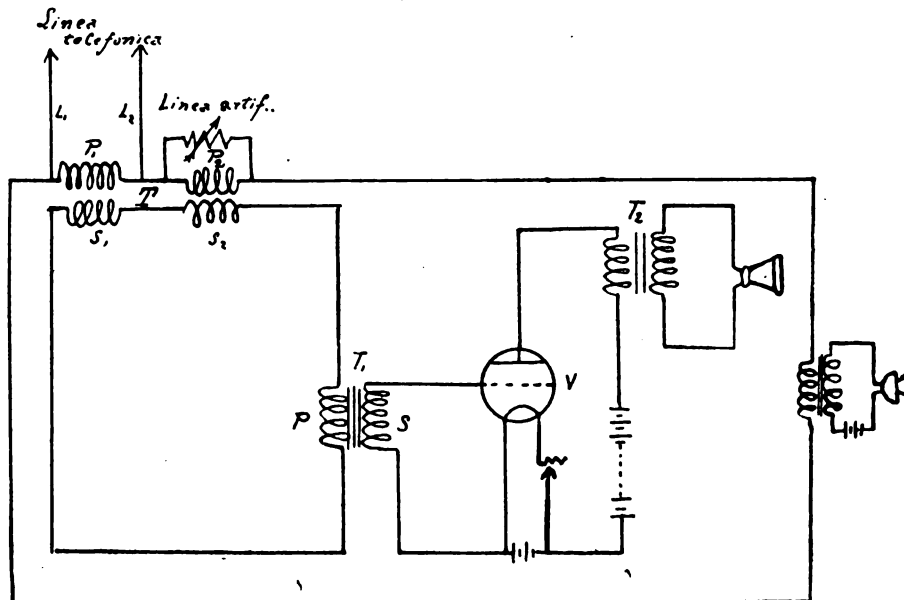 Linea
telefonica
L₁
L₂
Linea artif..
P₁
P₂
T
S₁
S₂
T₂
T₁
P
S
V